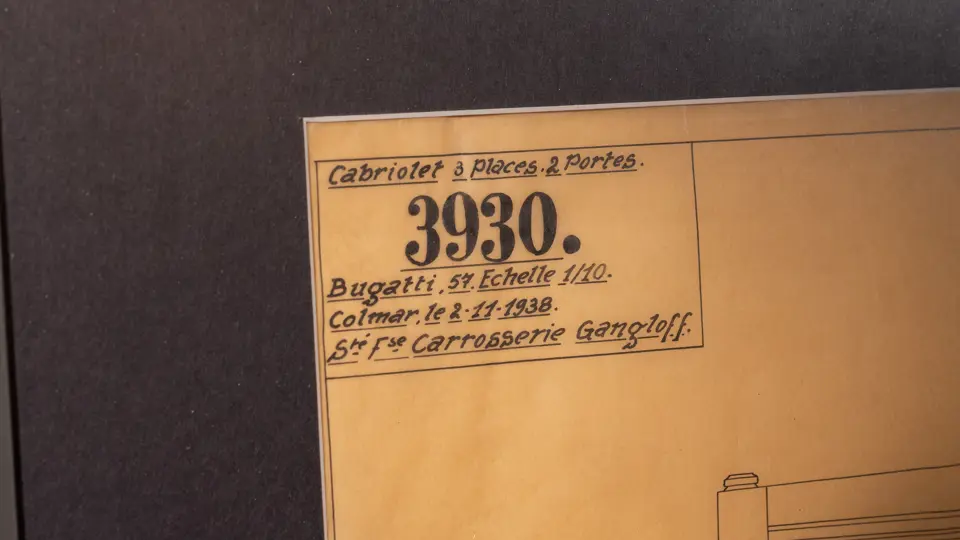 Cabriolet 3 Places. 2 Portes.
3930.
Bugatti. 57. Echelle 1/10.
Colmar, le 2-11-1938.
Sté Fse Carrosserie Gangloff.